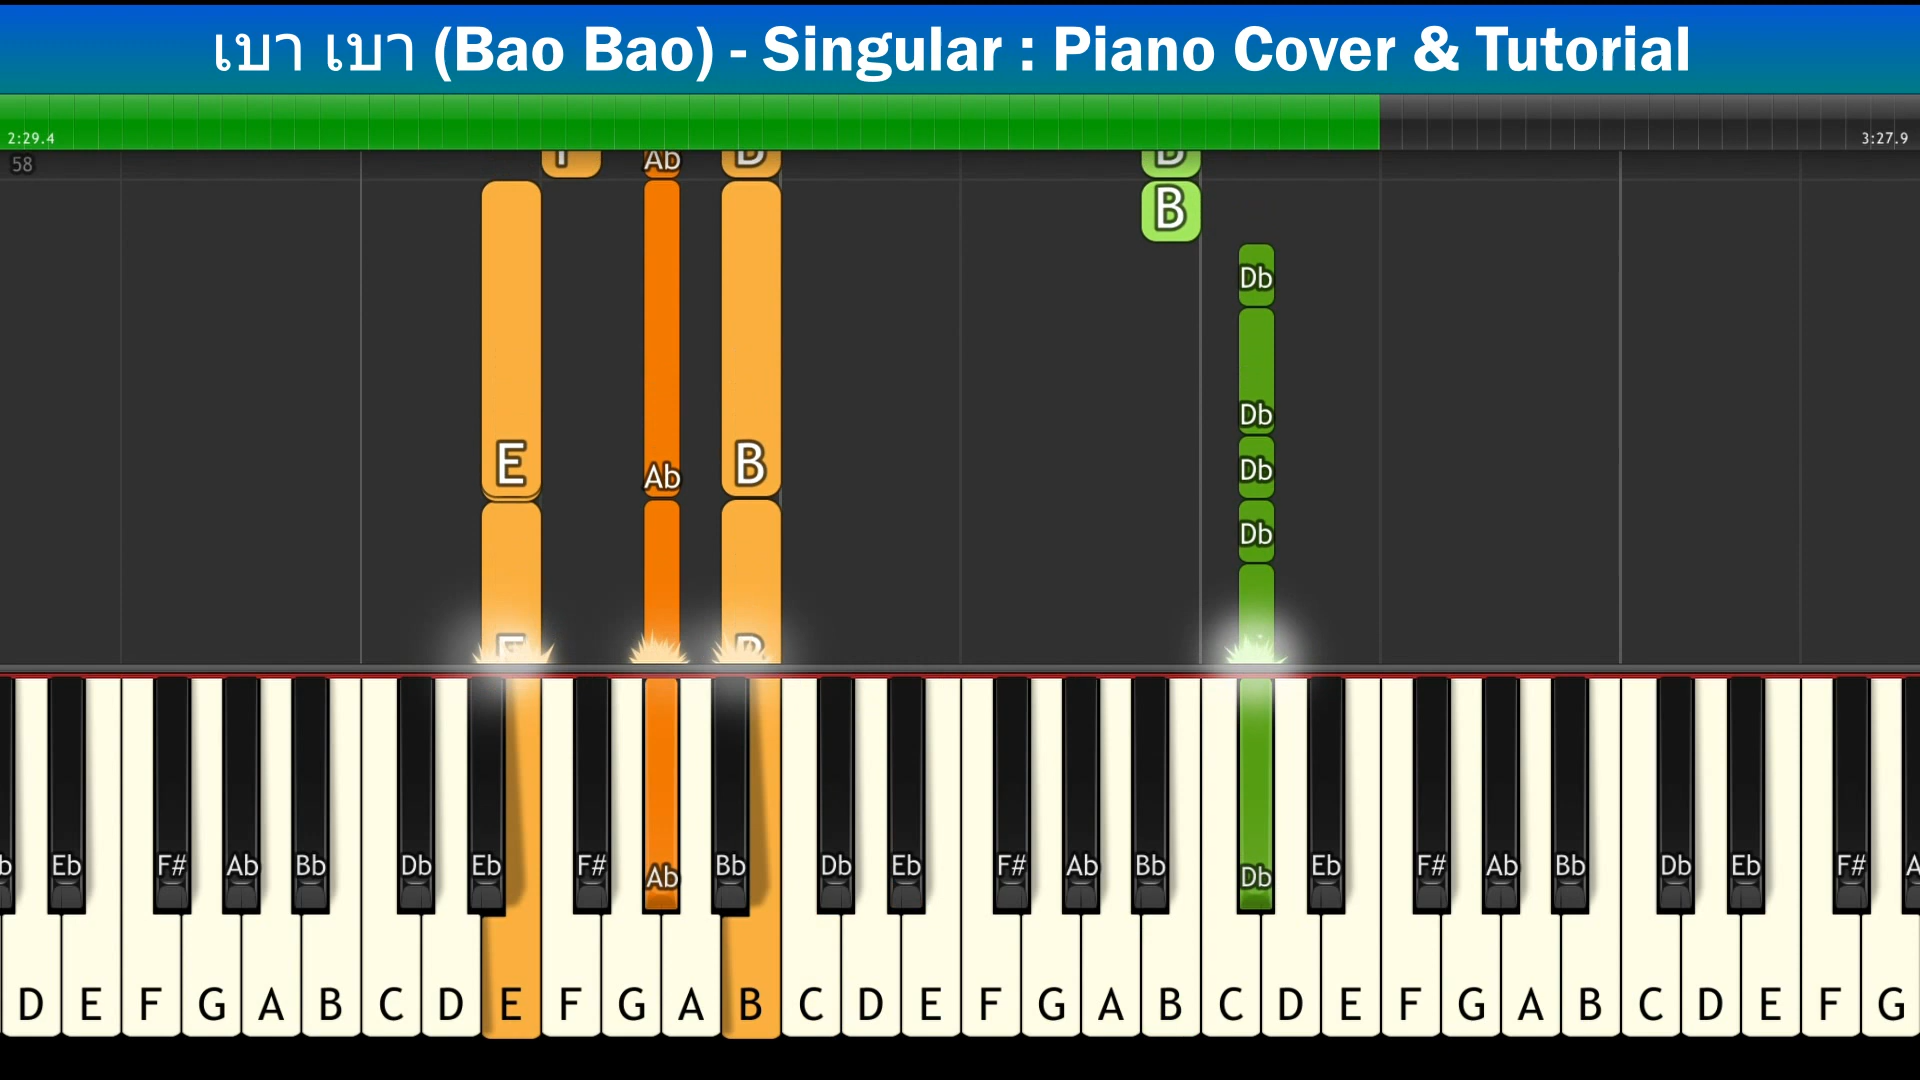 เบา เบา (Bao Bao) - Singular : Piano Cover & Tutorial
2:29.4 3:27.9
58
Ab
B
Db
Db
E Ab B Db
Db
Eb F# Ab Bb Db Eb F# Ab Bb Db Eb F# Ab Bb Db Eb F# Ab Bb Db Eb F#
D E F G A B C D E F G A B C D E F G A B C D E F G A B C D E F G